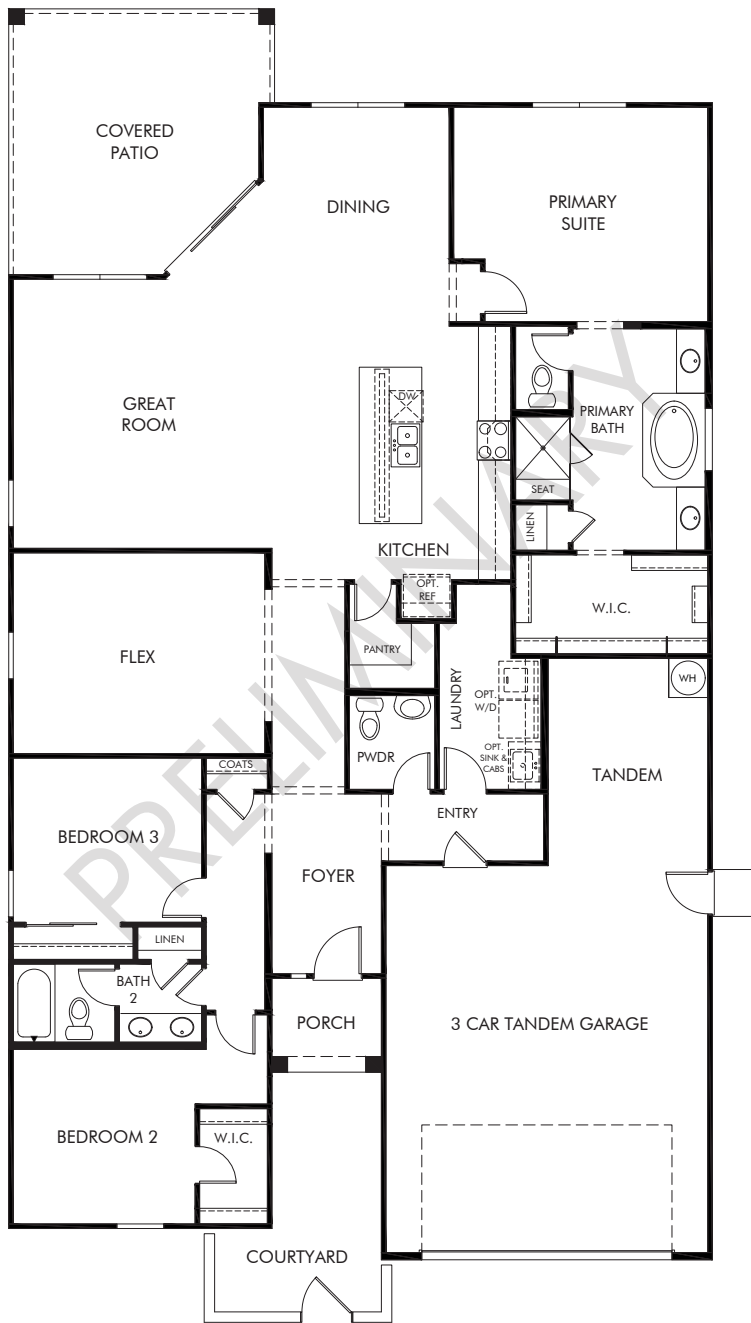 COVERED
PATIO
DINING
PRIMARY
SUITE
GREAT
ROOM
DW
PRIMARY
BATH
SEAT
LINEN
KITCHEN
OPT.
REF
W.I.C.
PANTRY
FLEX
LAUNDRY
OPT.
W/D
WH
PWDR
OPT.
SINK &
CABS
TANDEM
COATS
ENTRY
BEDROOM 3
FOYER
LINEN
BATH
2
PORCH
3 CAR TANDEM GARAGE
BEDROOM 2
W.I.C.
COURTYARD
PRELIMINARY